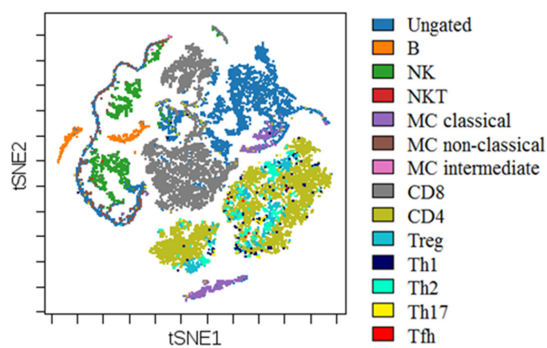 Ungated
B
NK
NKT
MC classical
MC non-classical
MC intermediate
CD8
CD4
Treg
Th1
Th2
Th17
Tfh
tSNE2
tSNE1